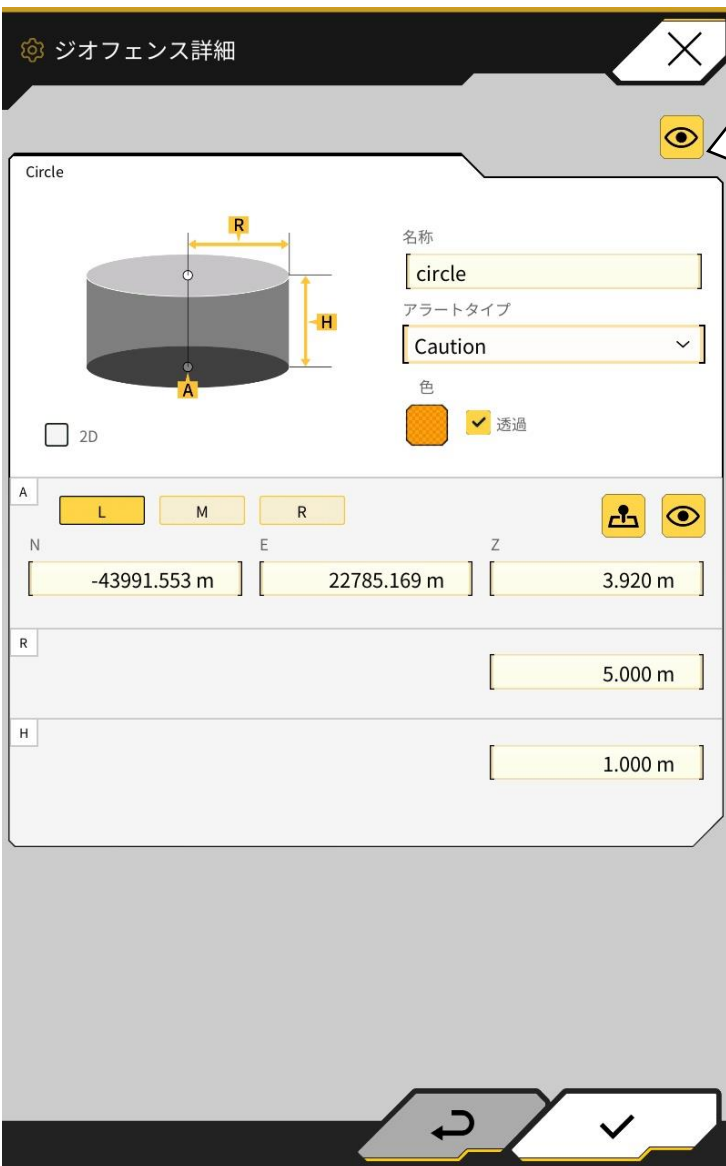 ジオフェンス詳細
Circle
R
H
A
2D
名称
circle
アラートタイプ
Caution
色
透過
A
L M R
N E Z
-43991.553 m 22785.169 m 3.920 m
R
5.000 m
H
1.000 m